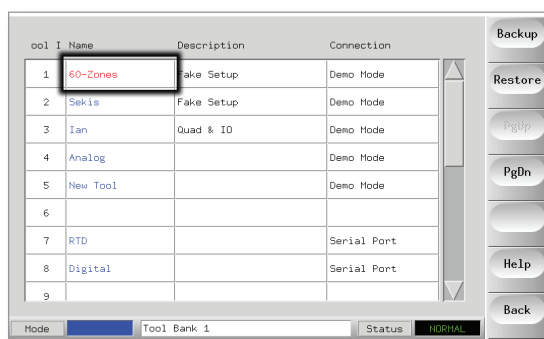 ool I Name Description Connection
1 60-Zones Fake Setup Demo Mode
2 Sekis Fake Setup Demo Mode
3 Ian Quad & IO Demo Mode
4 Analog Demo Mode
5 New Tool Demo Mode
6
7 RTD Serial Port
8 Digital Serial Port
9
Mode Tool Bank 1 Status NORMAL
Backup
Restore
PgUp
PgDn
Help
Back